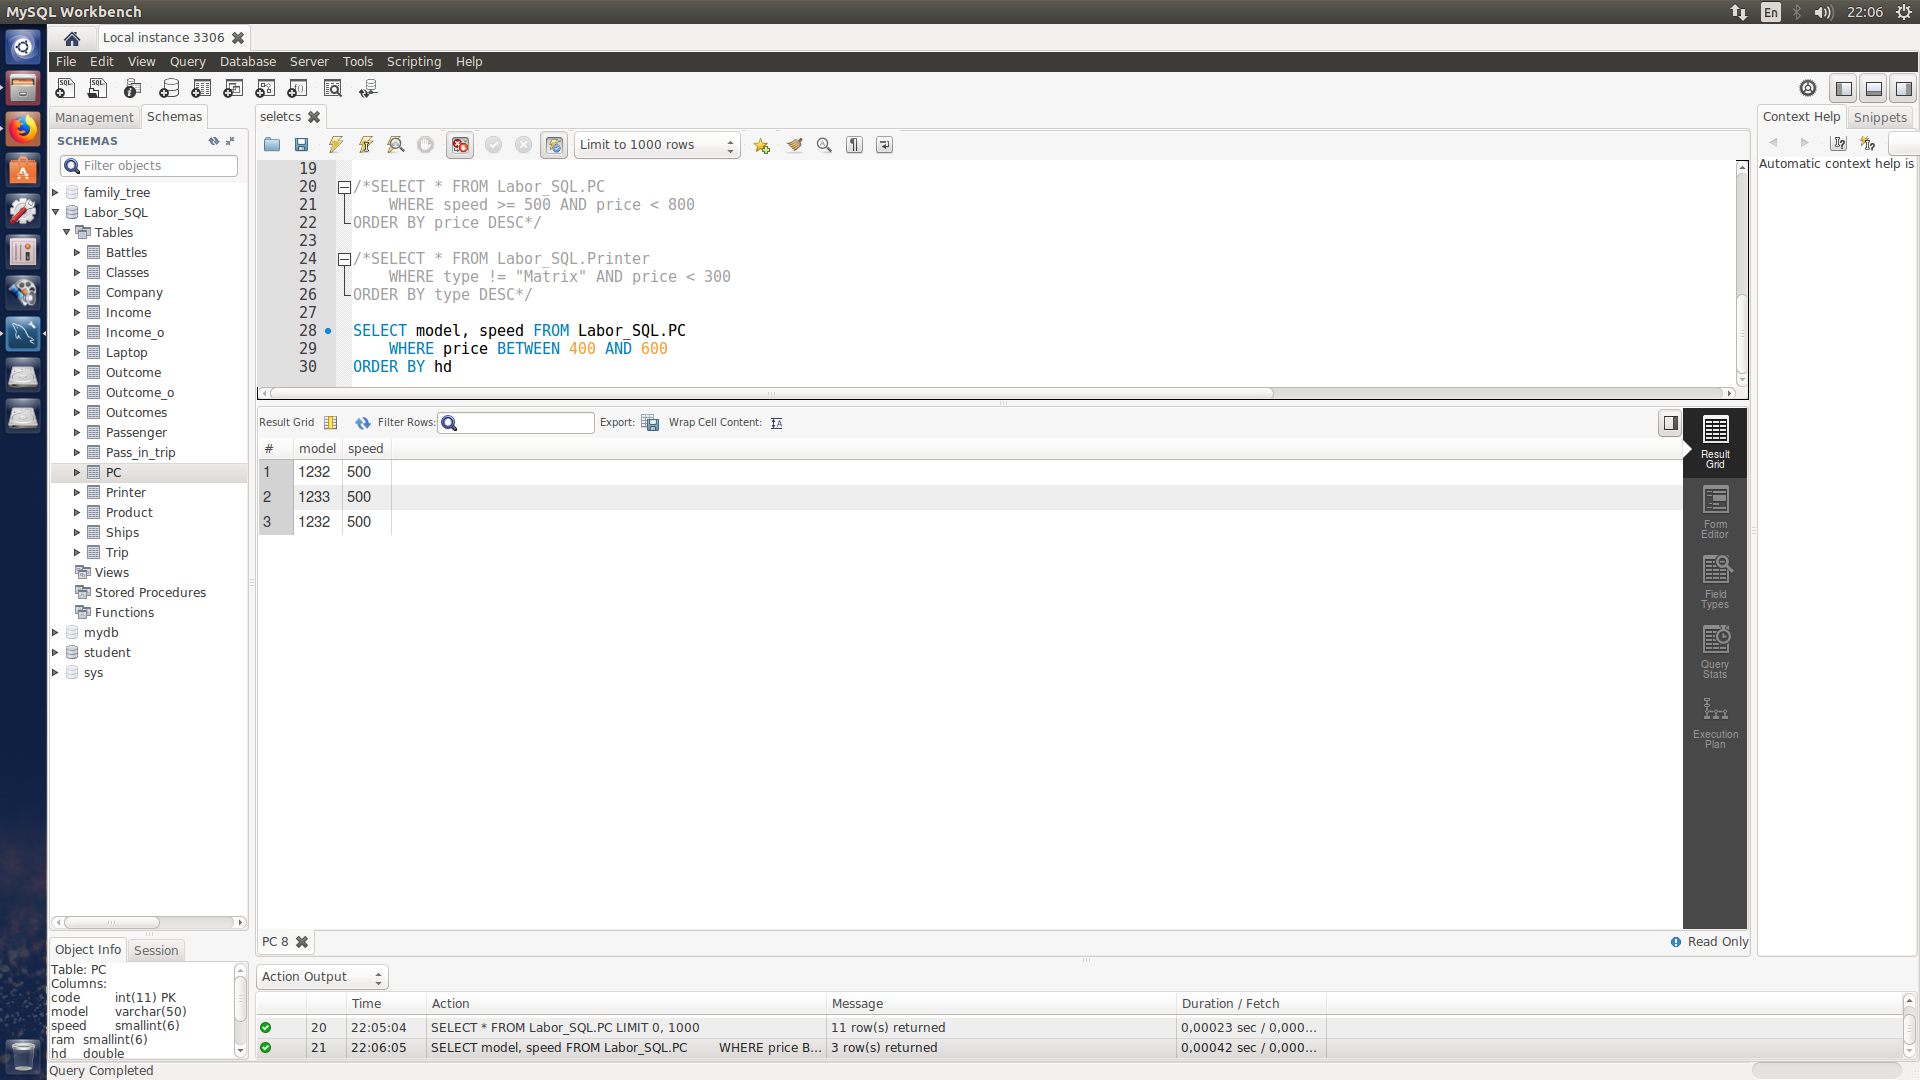 MySQL Workbench
En
22:06
Local instance 3306
File Edit View Query Database Server Tools Scripting Help
Management Schemas
SCHEMAS
Filter objects
family_tree
Labor_SQL
Tables
Battles
Classes
Company
Income
Income_o
Laptop
Outcome
Outcome_o
Outcomes
Passenger
Pass_in_trip
PC
Printer
Product
Ships
Trip
Views
Stored Procedures
Functions
mydb
student
sys
Object Info Session
Table: PC
Columns:
code int(11) PK
model varchar(50)
speed smallint(6)
ram smallint(6)
hd double
Query Completed
seletcs
Limit to 1000 rows
19
20 /*SELECT * FROM Labor_SQL.PC
21 WHERE speed >= 500 AND price < 800
22 ORDER BY price DESC*/
23
24 /*SELECT * FROM Labor_SQL.Printer
25 WHERE type != "Matrix" AND price < 300
26 ORDER BY type DESC*/
27
28 SELECT model, speed FROM Labor_SQL.PC
29 WHERE price BETWEEN 400 AND 600
30 ORDER BY hd
Result Grid Filter Rows: Export: Wrap Cell Content:
# model speed
1 1232 500
2 1233 500
3 1232 500
Result
Grid
Form
Editor
Field
Types
Query
Stats
Execution
Plan
PC 8
Read Only
Action Output
Time Action Message Duration / Fetch
20 22:05:04 SELECT * FROM Labor_SQL.PC LIMIT 0, 1000 11 row(s) returned 0,00023 sec / 0,000...
21 22:06:05 SELECT model, speed FROM Labor_SQL.PC WHERE price B... 3 row(s) returned 0,00042 sec / 0,000...
Context Help Snippets
Automatic context help is